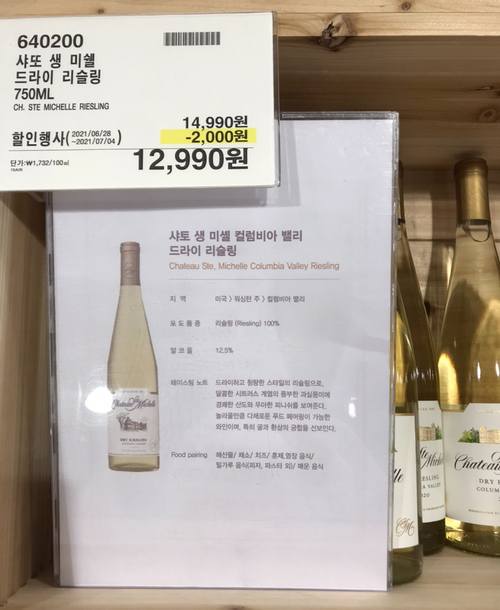 640200
샤또 생 미쉘
드라이 리슬링
750ML
CH. STE MICHELLE RIESLING
14,990원
할인행사(2021/06/28 ~2021/07/04)
-2,000원
12,990원
단가:₩1,732/100㎖
샤토 생 미셸 컬럼비아 밸리
드라이 리슬링
Chateau Ste, Michelle Columbia Valley Riesling
지 역 미국 > 워싱턴 주 > 컬럼비아 밸리
포 도 품 종 리슬링 (Riesling) 100%
알 코 올 12.5%
테이스팅 노트 드라이하고 청량한 스타일의 리슬링으로,
달콤한 시트러스 계열의 풍부한 과실풍미에
경쾌한 산도와 우아한 피니쉬를 보여준다.
놀라울만큼 다채로운 푸드 페어링이 가능한
와인이며, 특히 굴과 환상의 궁합을 선보인다.
Food pairing 해산물/ 채소/ 치즈/ 훈제,염장 음식/
밀가루 음식(피자, 파스타 외)/ 매운 음식
Chateau Ste Michelle
DRY RIESLING
Michelle
RIESLING
VALLEY
Chateau
DRY
COLUM